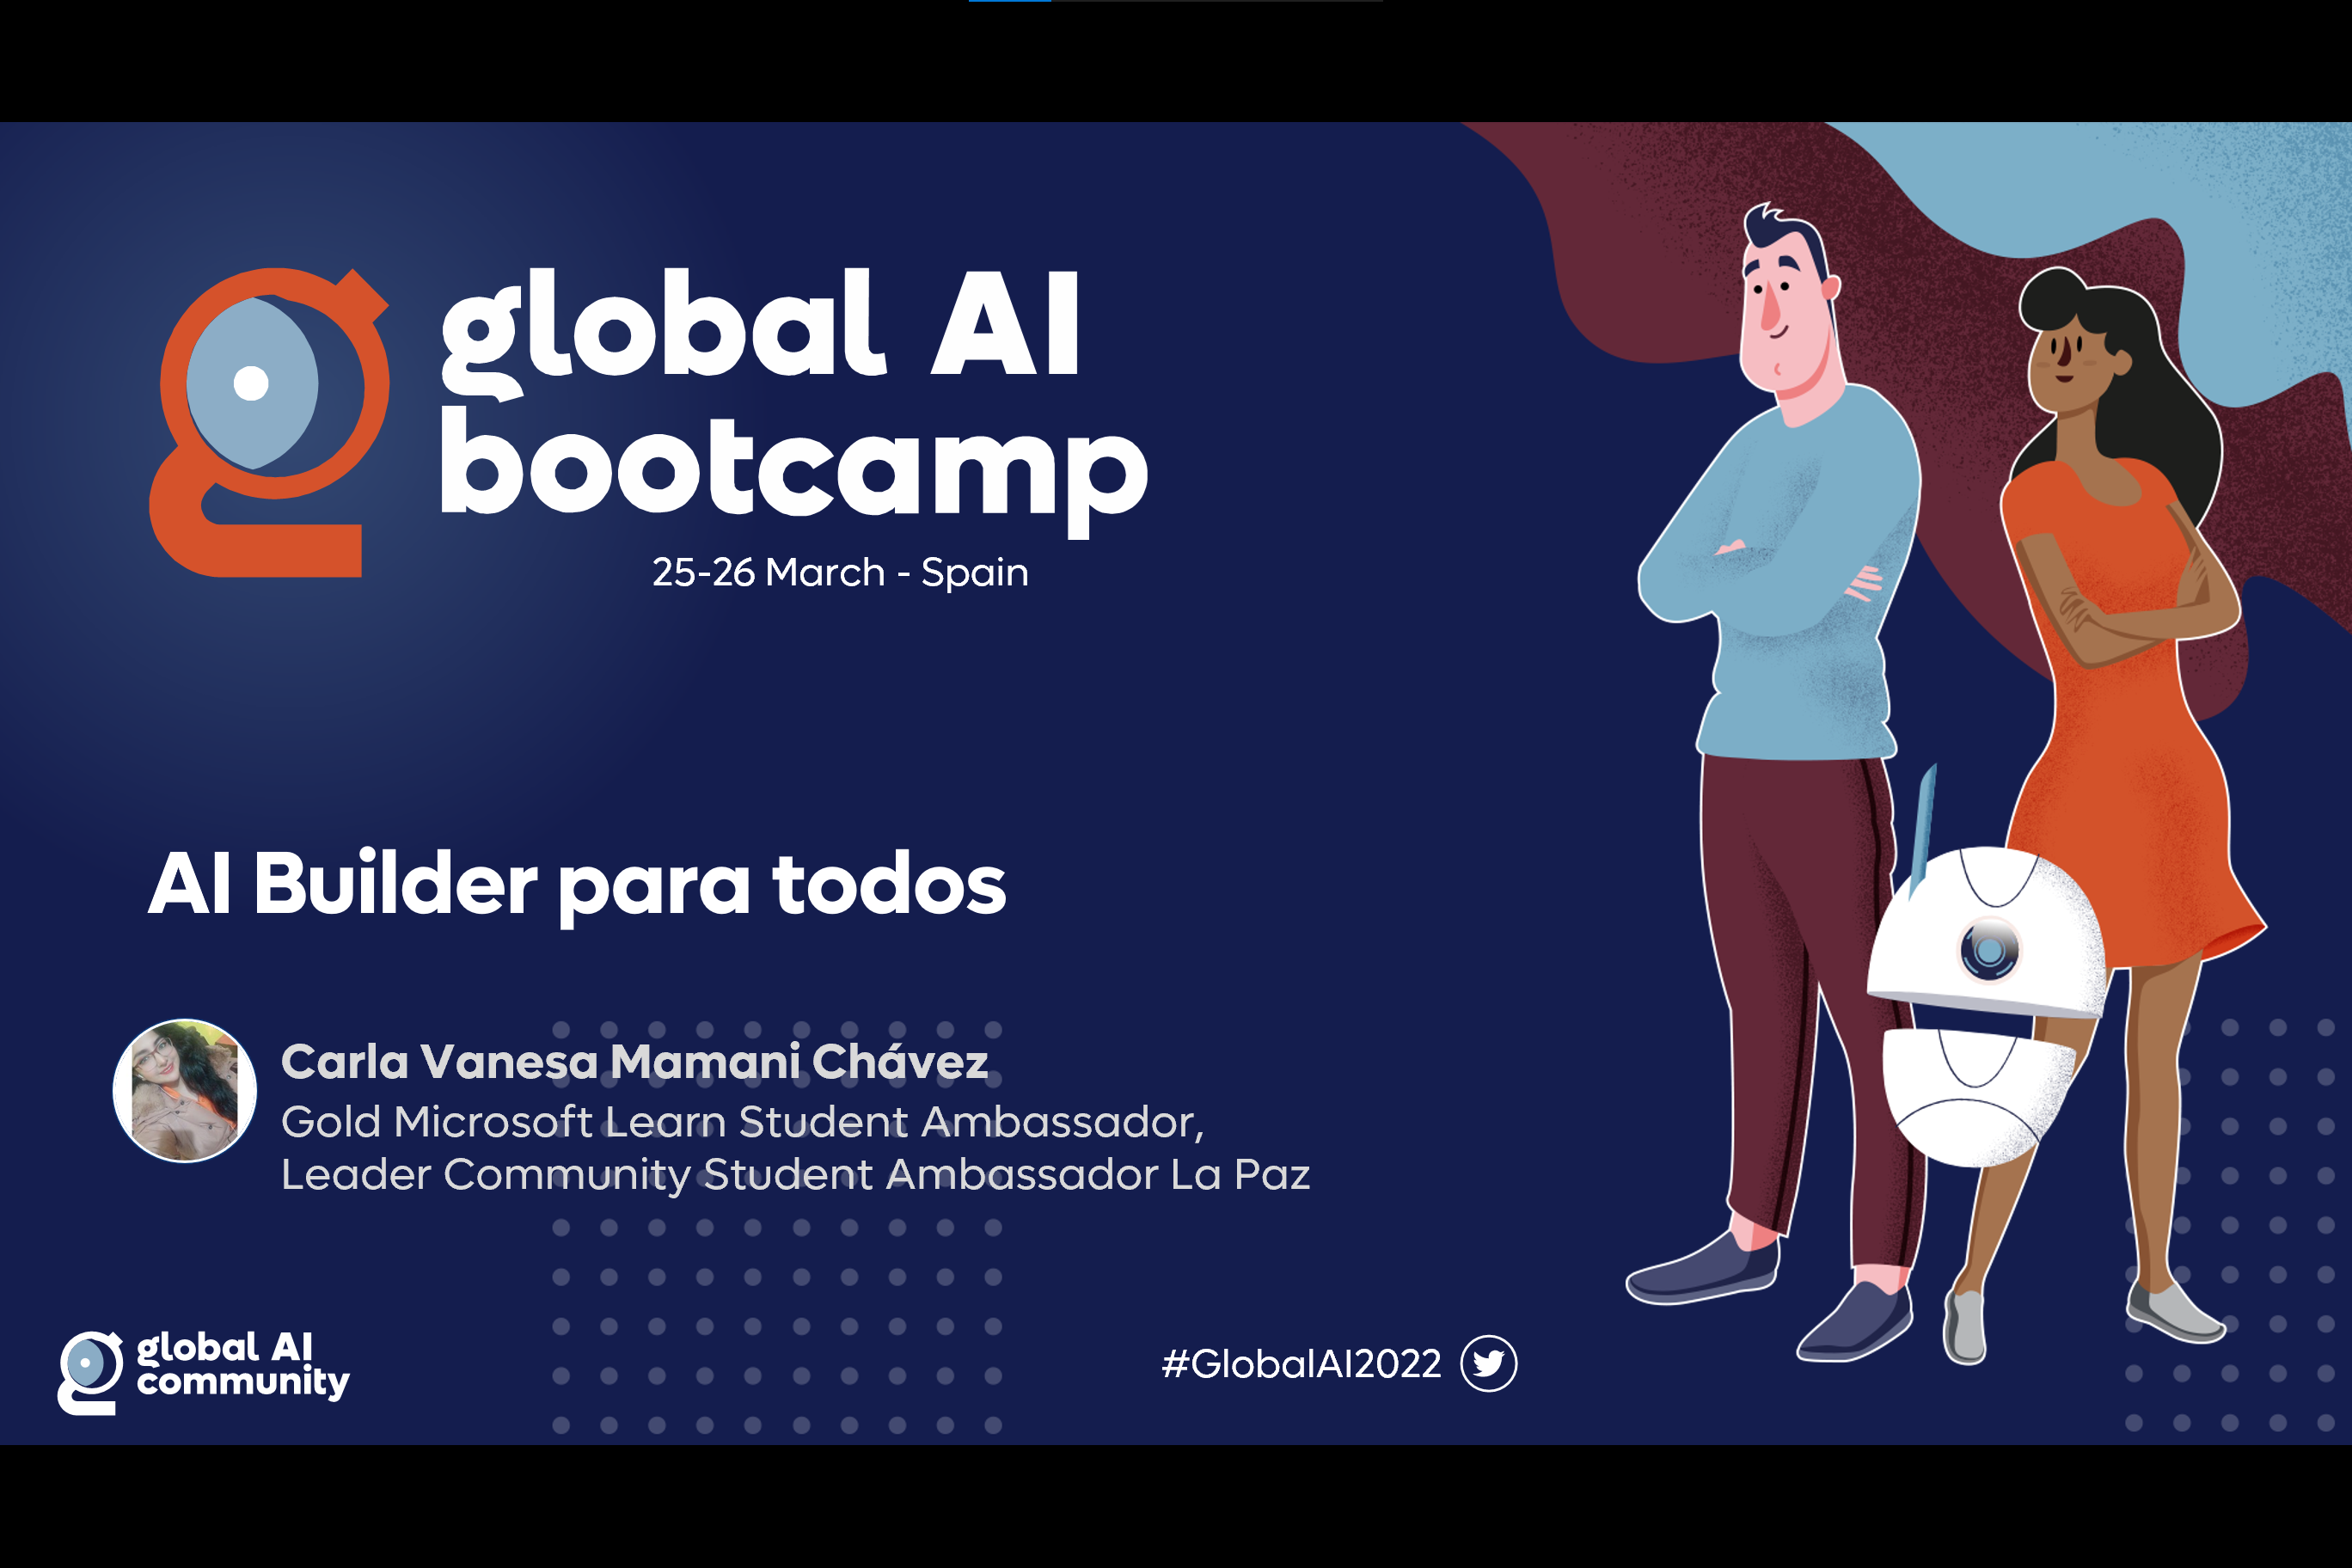 global AI
bootcamp
25-26 March - Spain
AI Builder para todos
Carla Vanesa Mamani Chávez
Gold Microsoft Learn Student Ambassador,
Leader Community Student Ambassador La Paz
global AI
community
#GlobalAI2022